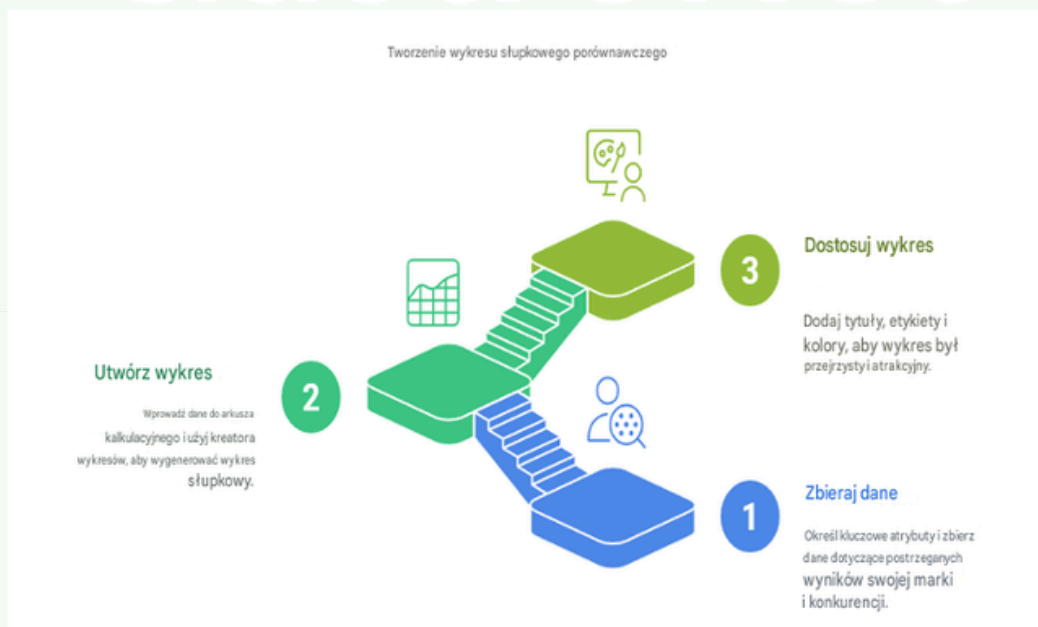 Tworzenie wykresu słupkowego porównawczego
3
Dostosuj wykres
Dodaj tytuły, etykiety i
kolory, aby wykres był
przejrzysty i atrakcyjny.
Utwórz wykres
2
Wprowadź dane do arkusza
kalkulacyjnego i użyj kreatora
wykresów, aby wygenerować wykres
słupkowy.
1
Zbieraj dane
Określ kluczowe atrybuty i zbierz
dane dotyczące postrzeganych
wyników swojej marki
i konkurencji.